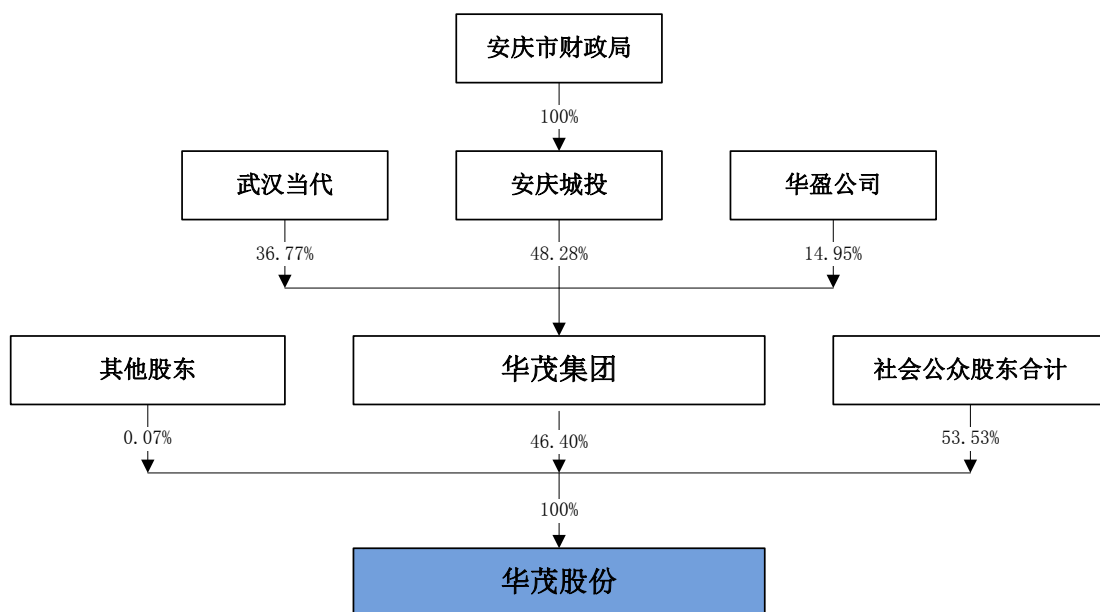 安庆市财政局
100%
武汉当代
安庆城投
华盈公司
36.77%
48.28%
14.95%
其他股东
华茂集团
社会公众股东合计
0.07%
46.40%
53.53%
100%
华茂股份